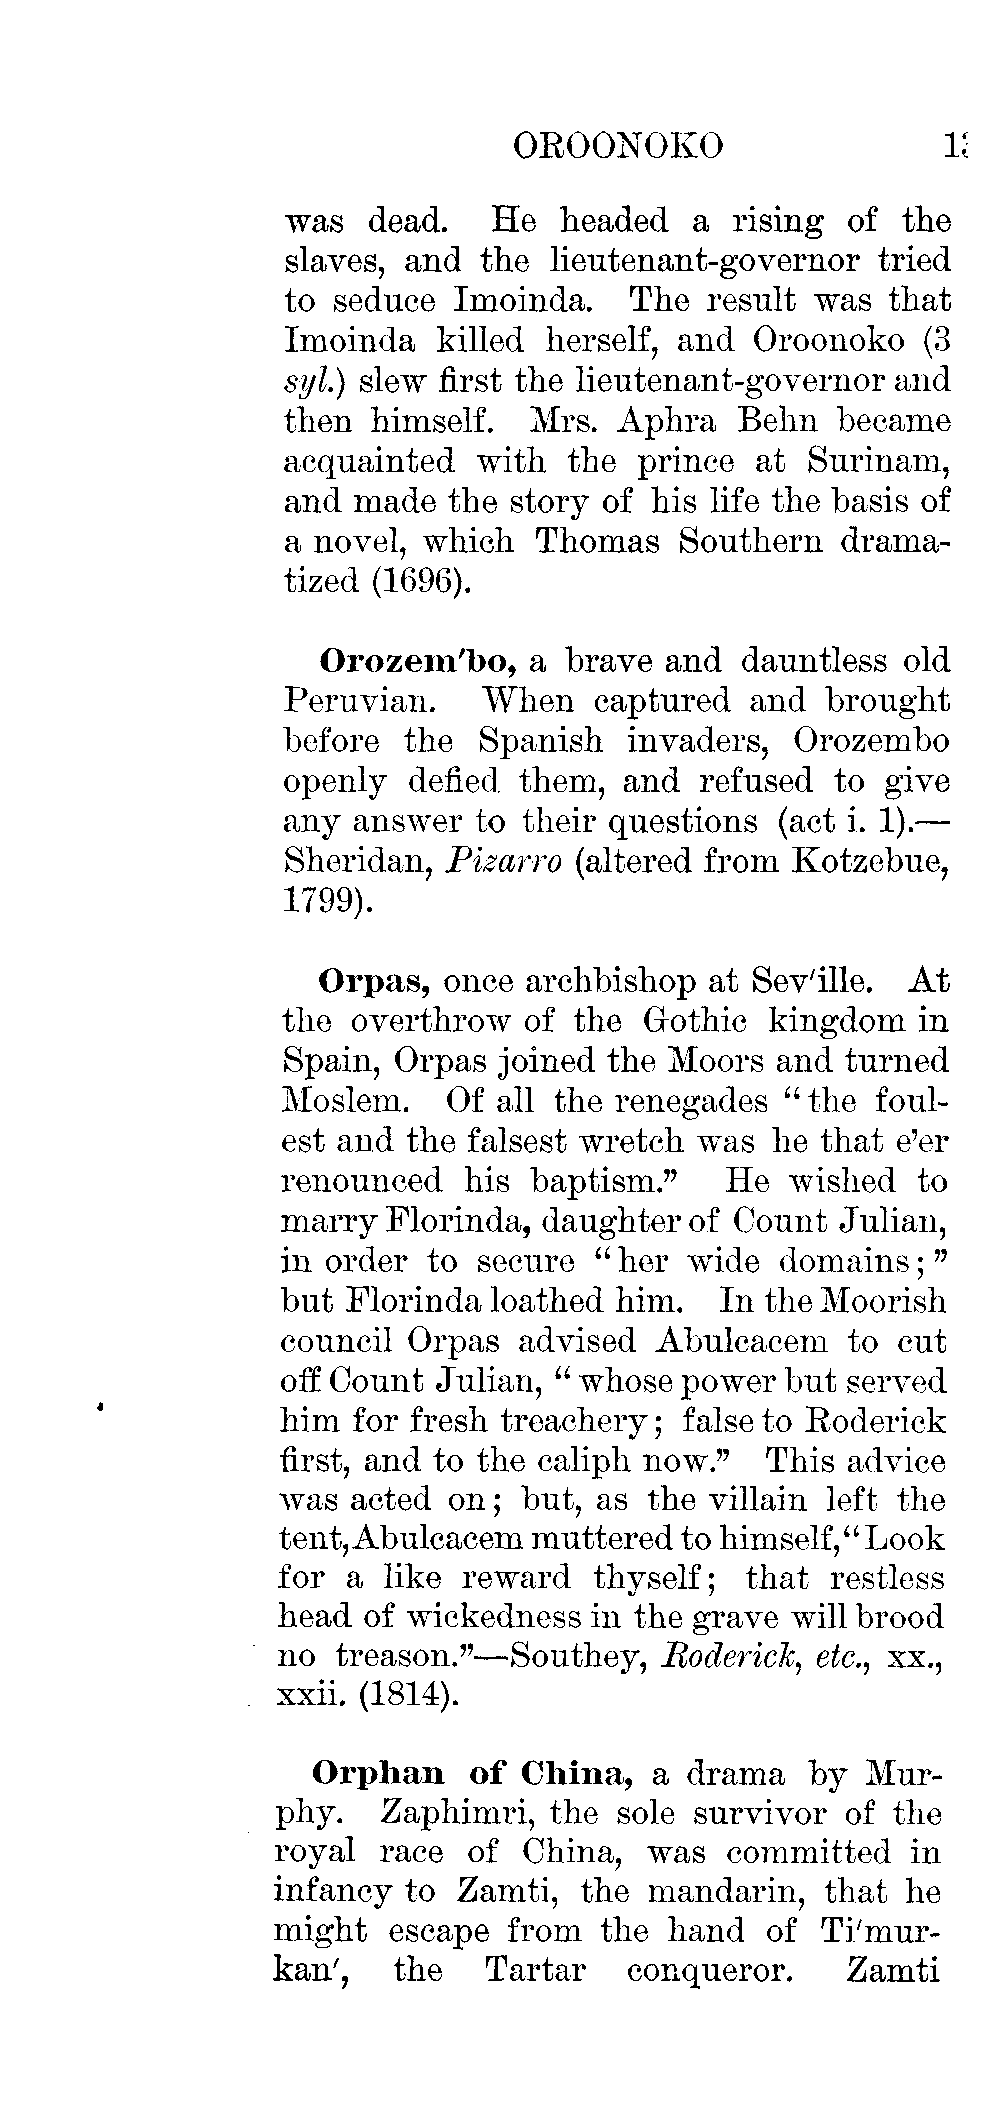 OROONOKO
was dead. He headed a rising of the
slaves, and the lieutenant-governor tried
to seduce Imoinda. The result was that
Imoinda killed herself, and Oroonoko (3
syl.) slew first the lieutenant-governor and
then himself. Mrs. Aphra Behn became
acquainted with the prince at Surinam,
and made the story of his life the basis of
a novel, which Thomas Southern drama-
tized (1696).
Orozem'bo, a brave and dauntless old
Peruvian. When captured and brought
before the Spanish invaders, Orozembo
openly defied them, and refused to give
any answer to their questions (act i. 1).—
Sheridan, Pizarro (altered from Kotzebue,
1799).
Orpas, once archbishop at Sev'ille. At
the overthrow of the Gothic kingdom in
Spain, Orpas joined the Moors and turned
Moslem. Of all the renegades “the foul-
est and the falsest wretch was he that e’er
renounced his baptism.” He wished to
marry Florinda, daughter of Count Julian,
in order to secure “her wide domains;”
but Florinda loathed him. In the Moorish
council Orpas advised Abulcacem to cut
off Count Julian, “whose power but served
him for fresh treachery; false to Roderick
first, and to the caliph now.” This advice
was acted on; but, as the villain left the
tent, Abulcacem muttered to himself, “Look
for a like reward thyself; that restless
head of wickedness in the grave will brood
no treason.”—Southey, Roderick, etc., xx.,
xxii. (1814).
Orphan of China, a drama by Mur-
phy. Zaphimri, the sole survivor of the
royal race of China, was committed in
infancy to Zamti, the mandarin, that he
might escape from the hand of Ti'mur-
kan', the Tartar conqueror. Zamti